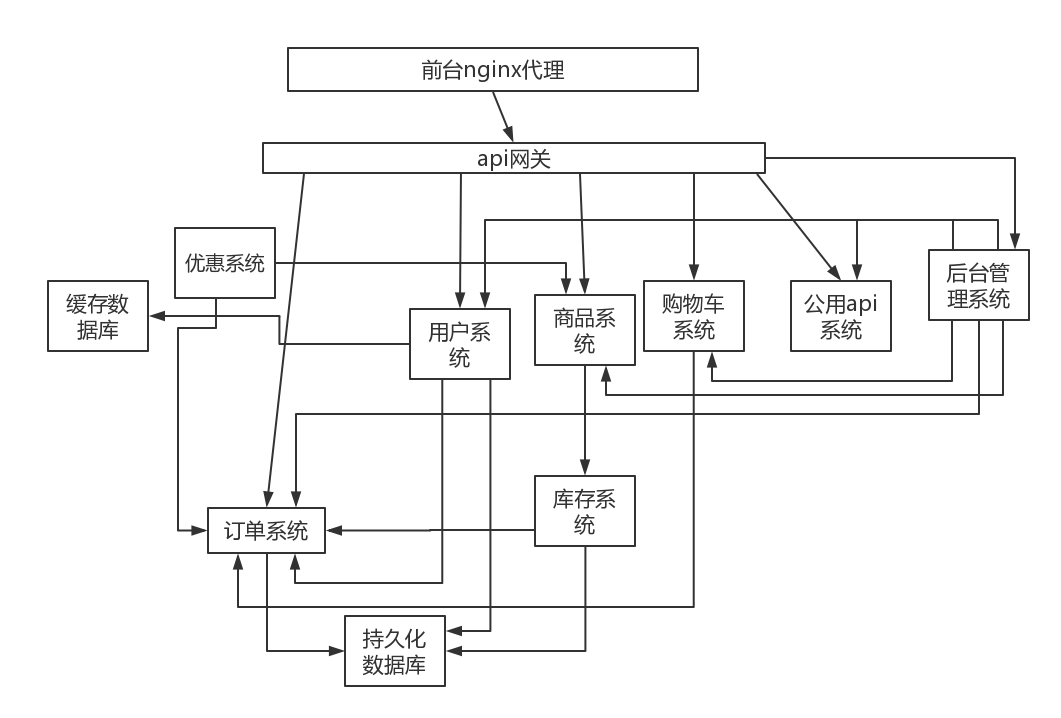 前台nginx代理
api网关
优惠系统
后台管
理系统
缓存数
据库
用户系
统
商品系
统
购物车
系统
公用api
系统
库存系
统
订单系统
持久化
数据库